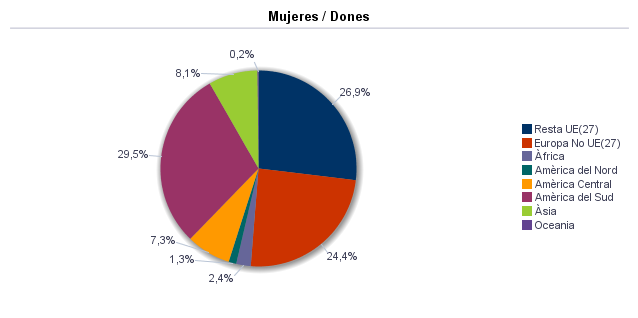 Mujeres / Dones
0,2%
8,1%
26,9%
29,5%
7,3%
1,3%
2,4%
24,4%
Resta UE(27)
Europa No UE(27)
Àfrica
Amèrica del Nord
Amèrica Central
Amèrica del Sud
Àsia
Oceania